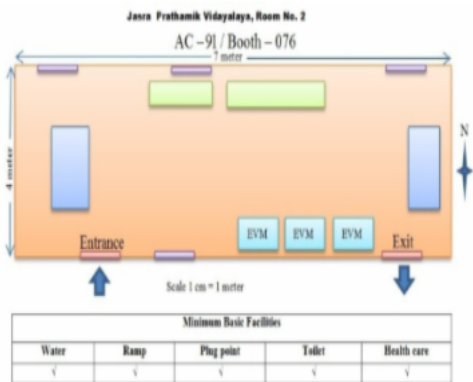 Jasra Prathamik Vidayalaya, Room No. 2
AC – 91 / Booth – 076
7 meter
4 meter
N
EVM EVM EVM
Entrance
Exit
Scale 1 cm = 1 meter
Minimum Basic Facilities
Water Ramp Plug point Toilet Health care
√ √ √ √ √